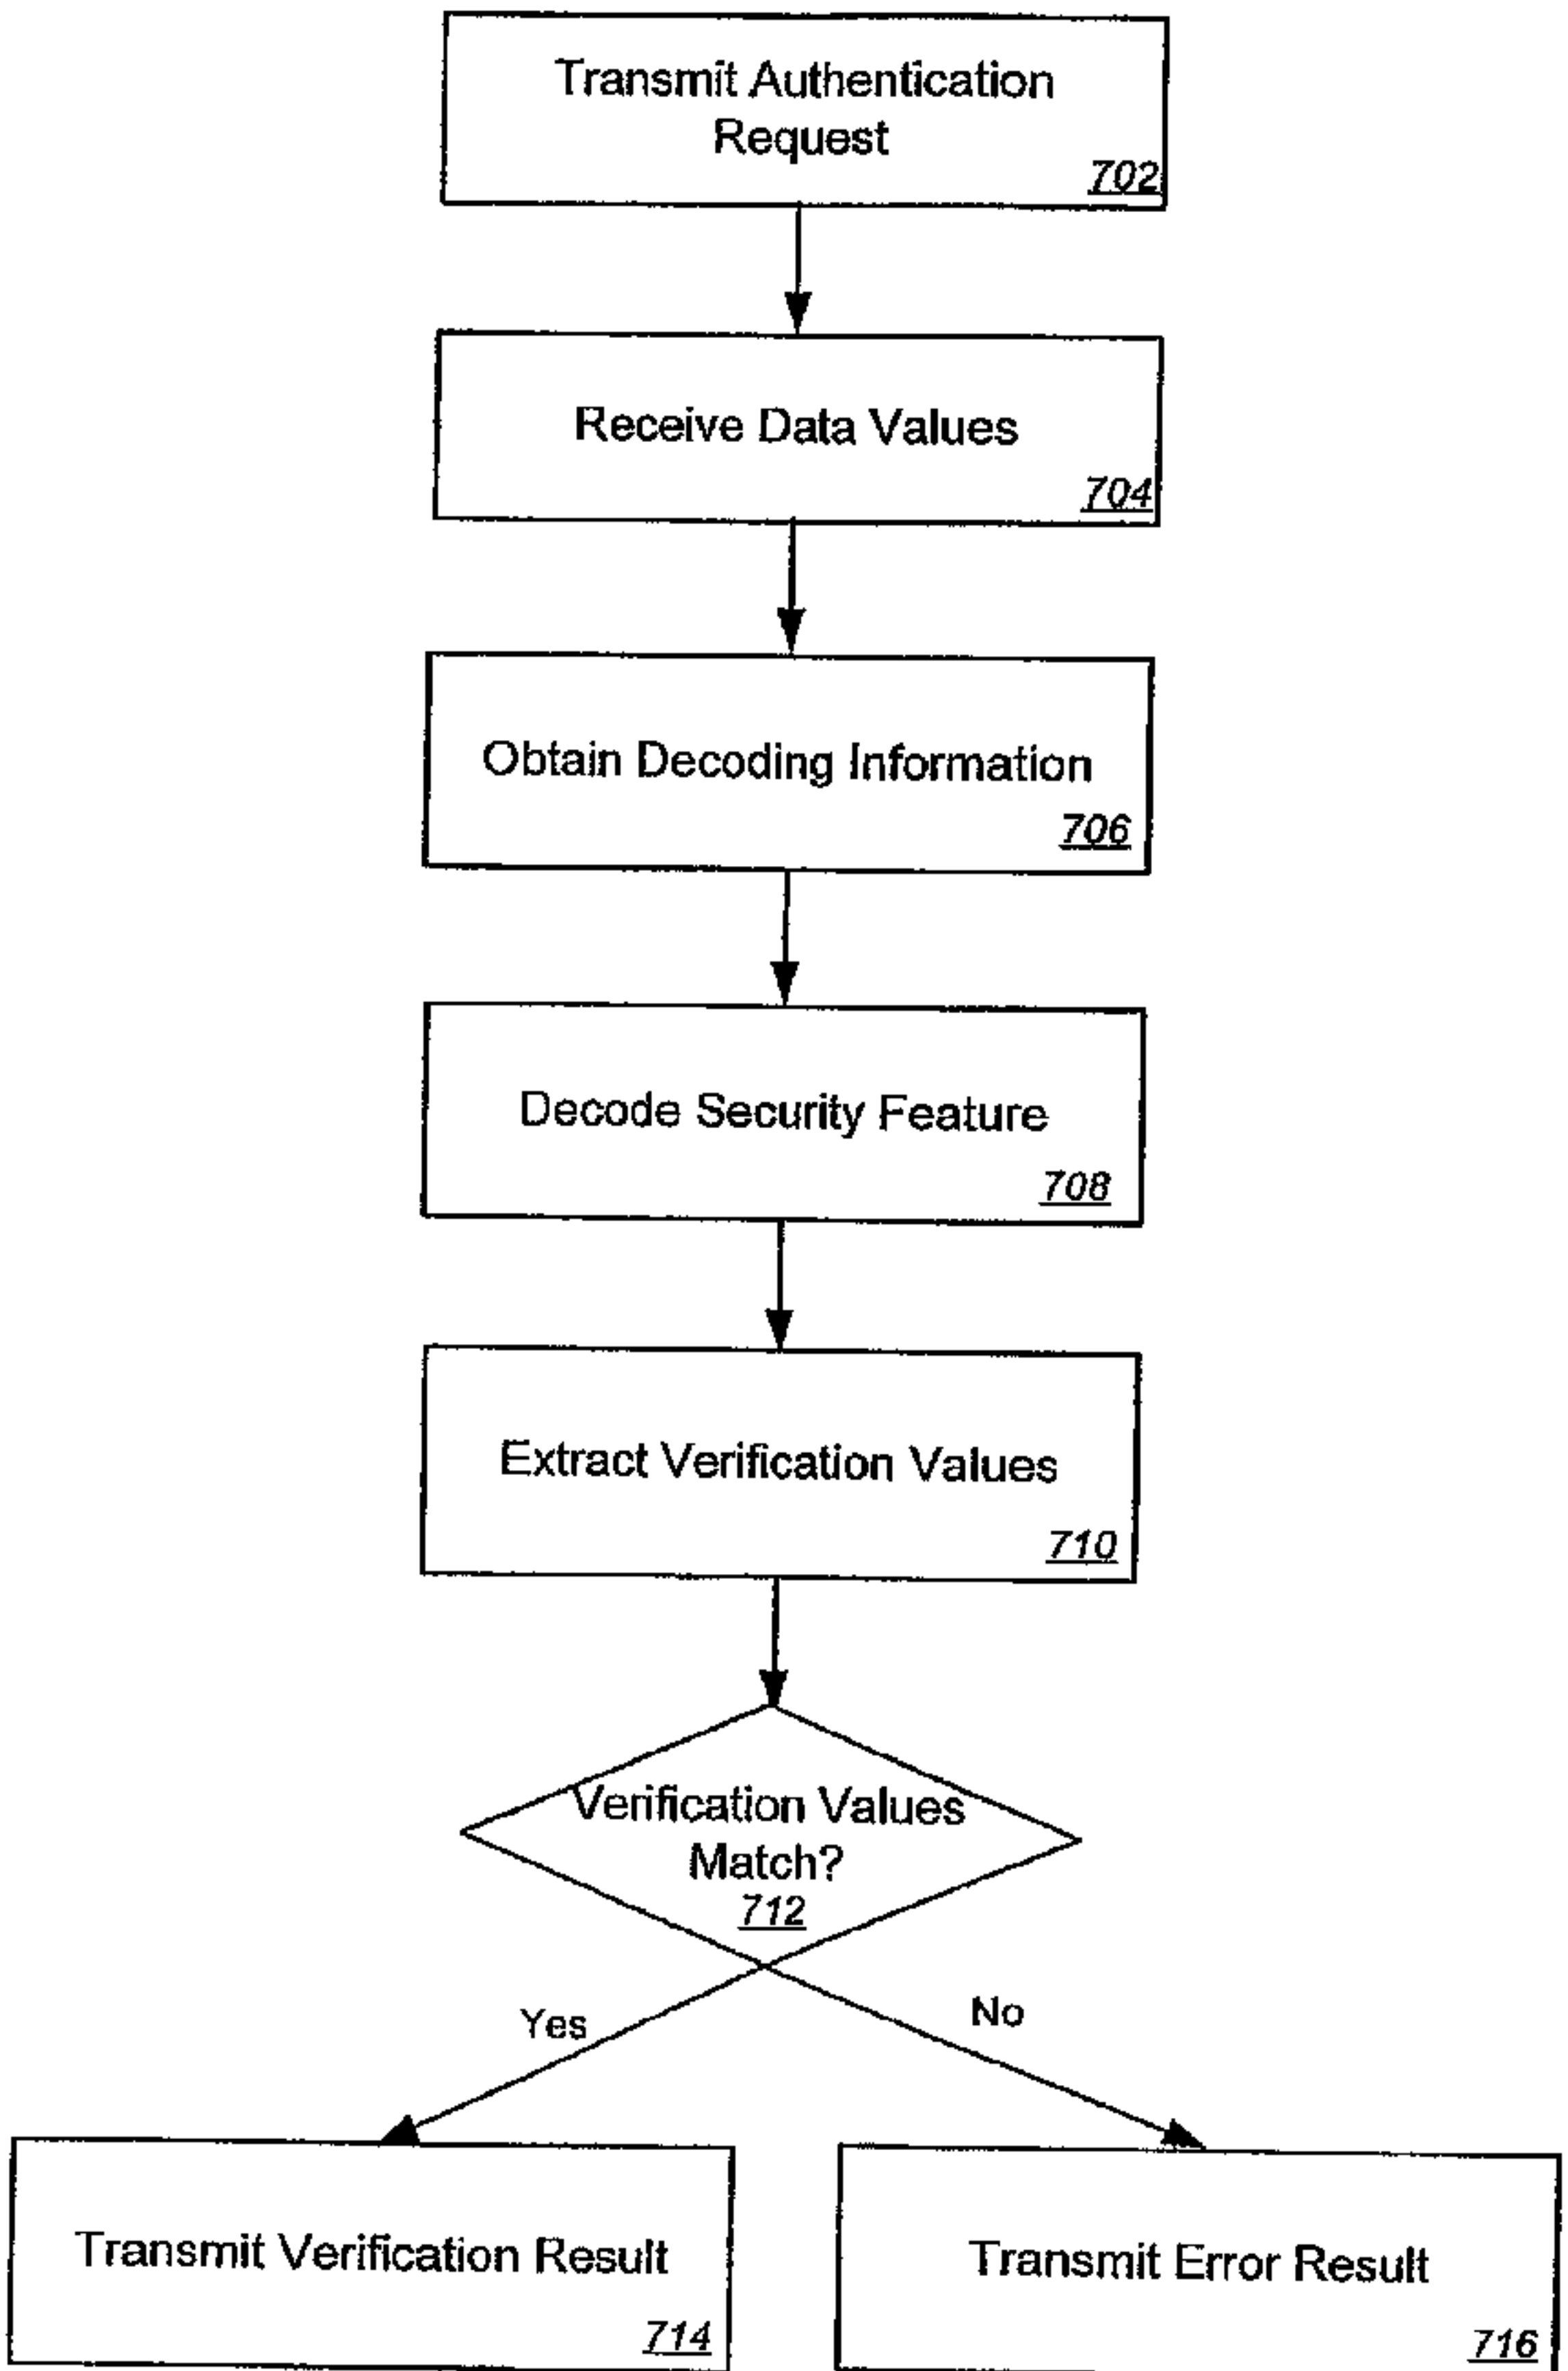 Transmit Authentication
Request
702
Receive Data Values
704
Obtain Decoding Information
706
Decode Security Feature
708
Extract Verification Values
710
Verification Values
Match?
712
Yes
No
Transmit Verification Result
714
Transmit Error Result
716